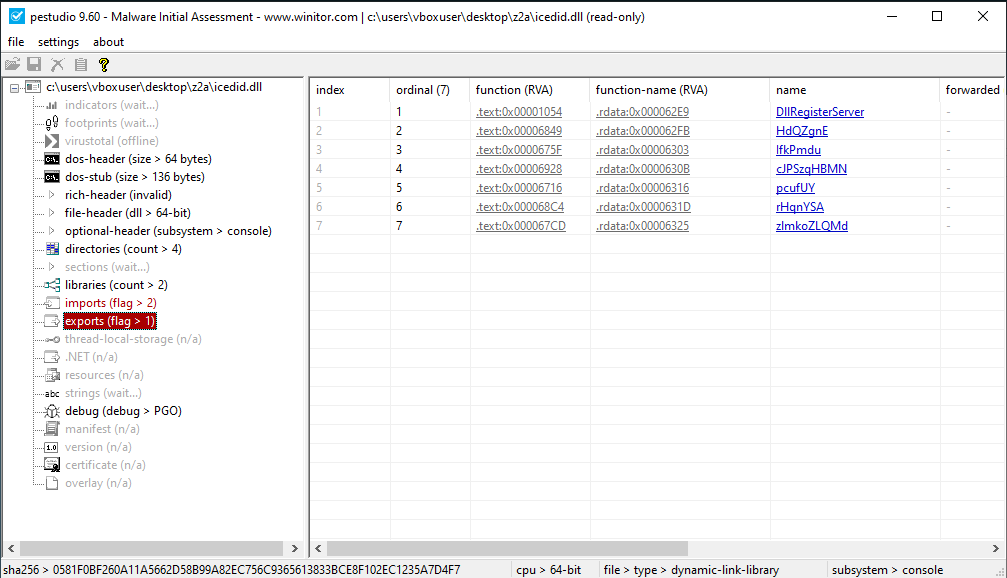 pestudio 9.60 - Malware Initial Assessment - www.winitor.com | c:\users\vboxuser\desktop\z2a\icedid.dll (read-only)
file settings about
c:\users\vboxuser\desktop\z2a\icedid.dll
indicators (wait...)
footprints (wait...)
virustotal (offline)
dos-header (size > 64 bytes)
dos-stub (size > 136 bytes)
rich-header (invalid)
file-header (dll > 64-bit)
optional-header (subsystem > console)
directories (count > 4)
sections (wait...)
libraries (count > 2)
imports (flag > 2)
exports (flag > 1)
thread-local-storage (n/a)
.NET (n/a)
resources (n/a)
abc strings (wait...)
debug (debug > PGO)
manifest (n/a)
1.0 version (n/a)
certificate (n/a)
overlay (n/a)
index ordinal (7) function (RVA) function-name (RVA) name forwarded
1 1 .text:0x00001054 .rdata:0x000062E9 DllRegisterServer -
2 2 .text:0x00006849 .rdata:0x000062FB HdQZgnE -
3 3 .text:0x0000675F .rdata:0x00006303 IfkPmdu -
4 4 .text:0x00006928 .rdata:0x0000630B cJPSzqHBMN -
5 5 .text:0x00006716 .rdata:0x00006316 pcufUY -
6 6 .text:0x000068C4 .rdata:0x0000631D rHqnYSA -
7 7 .text:0x000067CD .rdata:0x00006325 zlmkoZLQMd -
sha256 > 0581F0BF260A11A5662D58B99A82EC756C9365613833BCE8F102EC1235A7D4F7 cpu > 64-bit file > type > dynamic-link-library subsystem > console